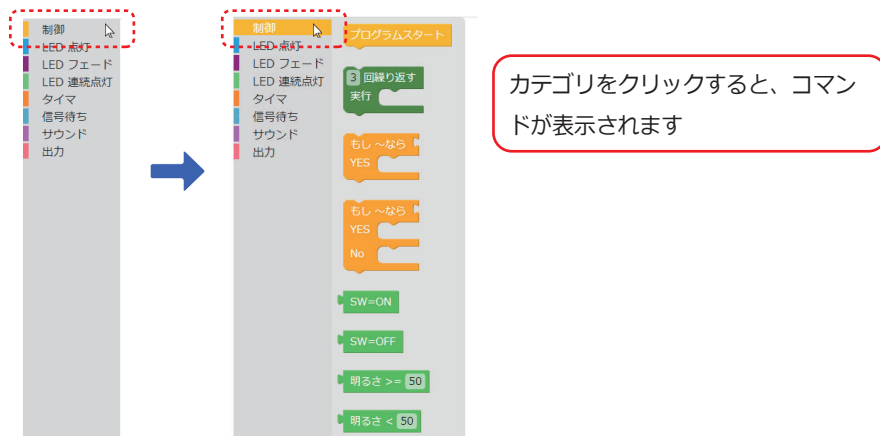 制御
LED 点灯
LED フェード
LED 連続点灯
タイマ
信号待ち
サウンド
出力
制御
LED 点灯
LED フェード
LED 連続点灯
タイマ
信号待ち
サウンド
出力
プログラムスタート
3 回繰り返す
実行
もし ~なら
YES
もし ~なら
YES
No
SW=ON
SW=OFF
明るさ >= 50
明るさ < 50
カテゴリをクリックすると、コマン
ドが表示されます